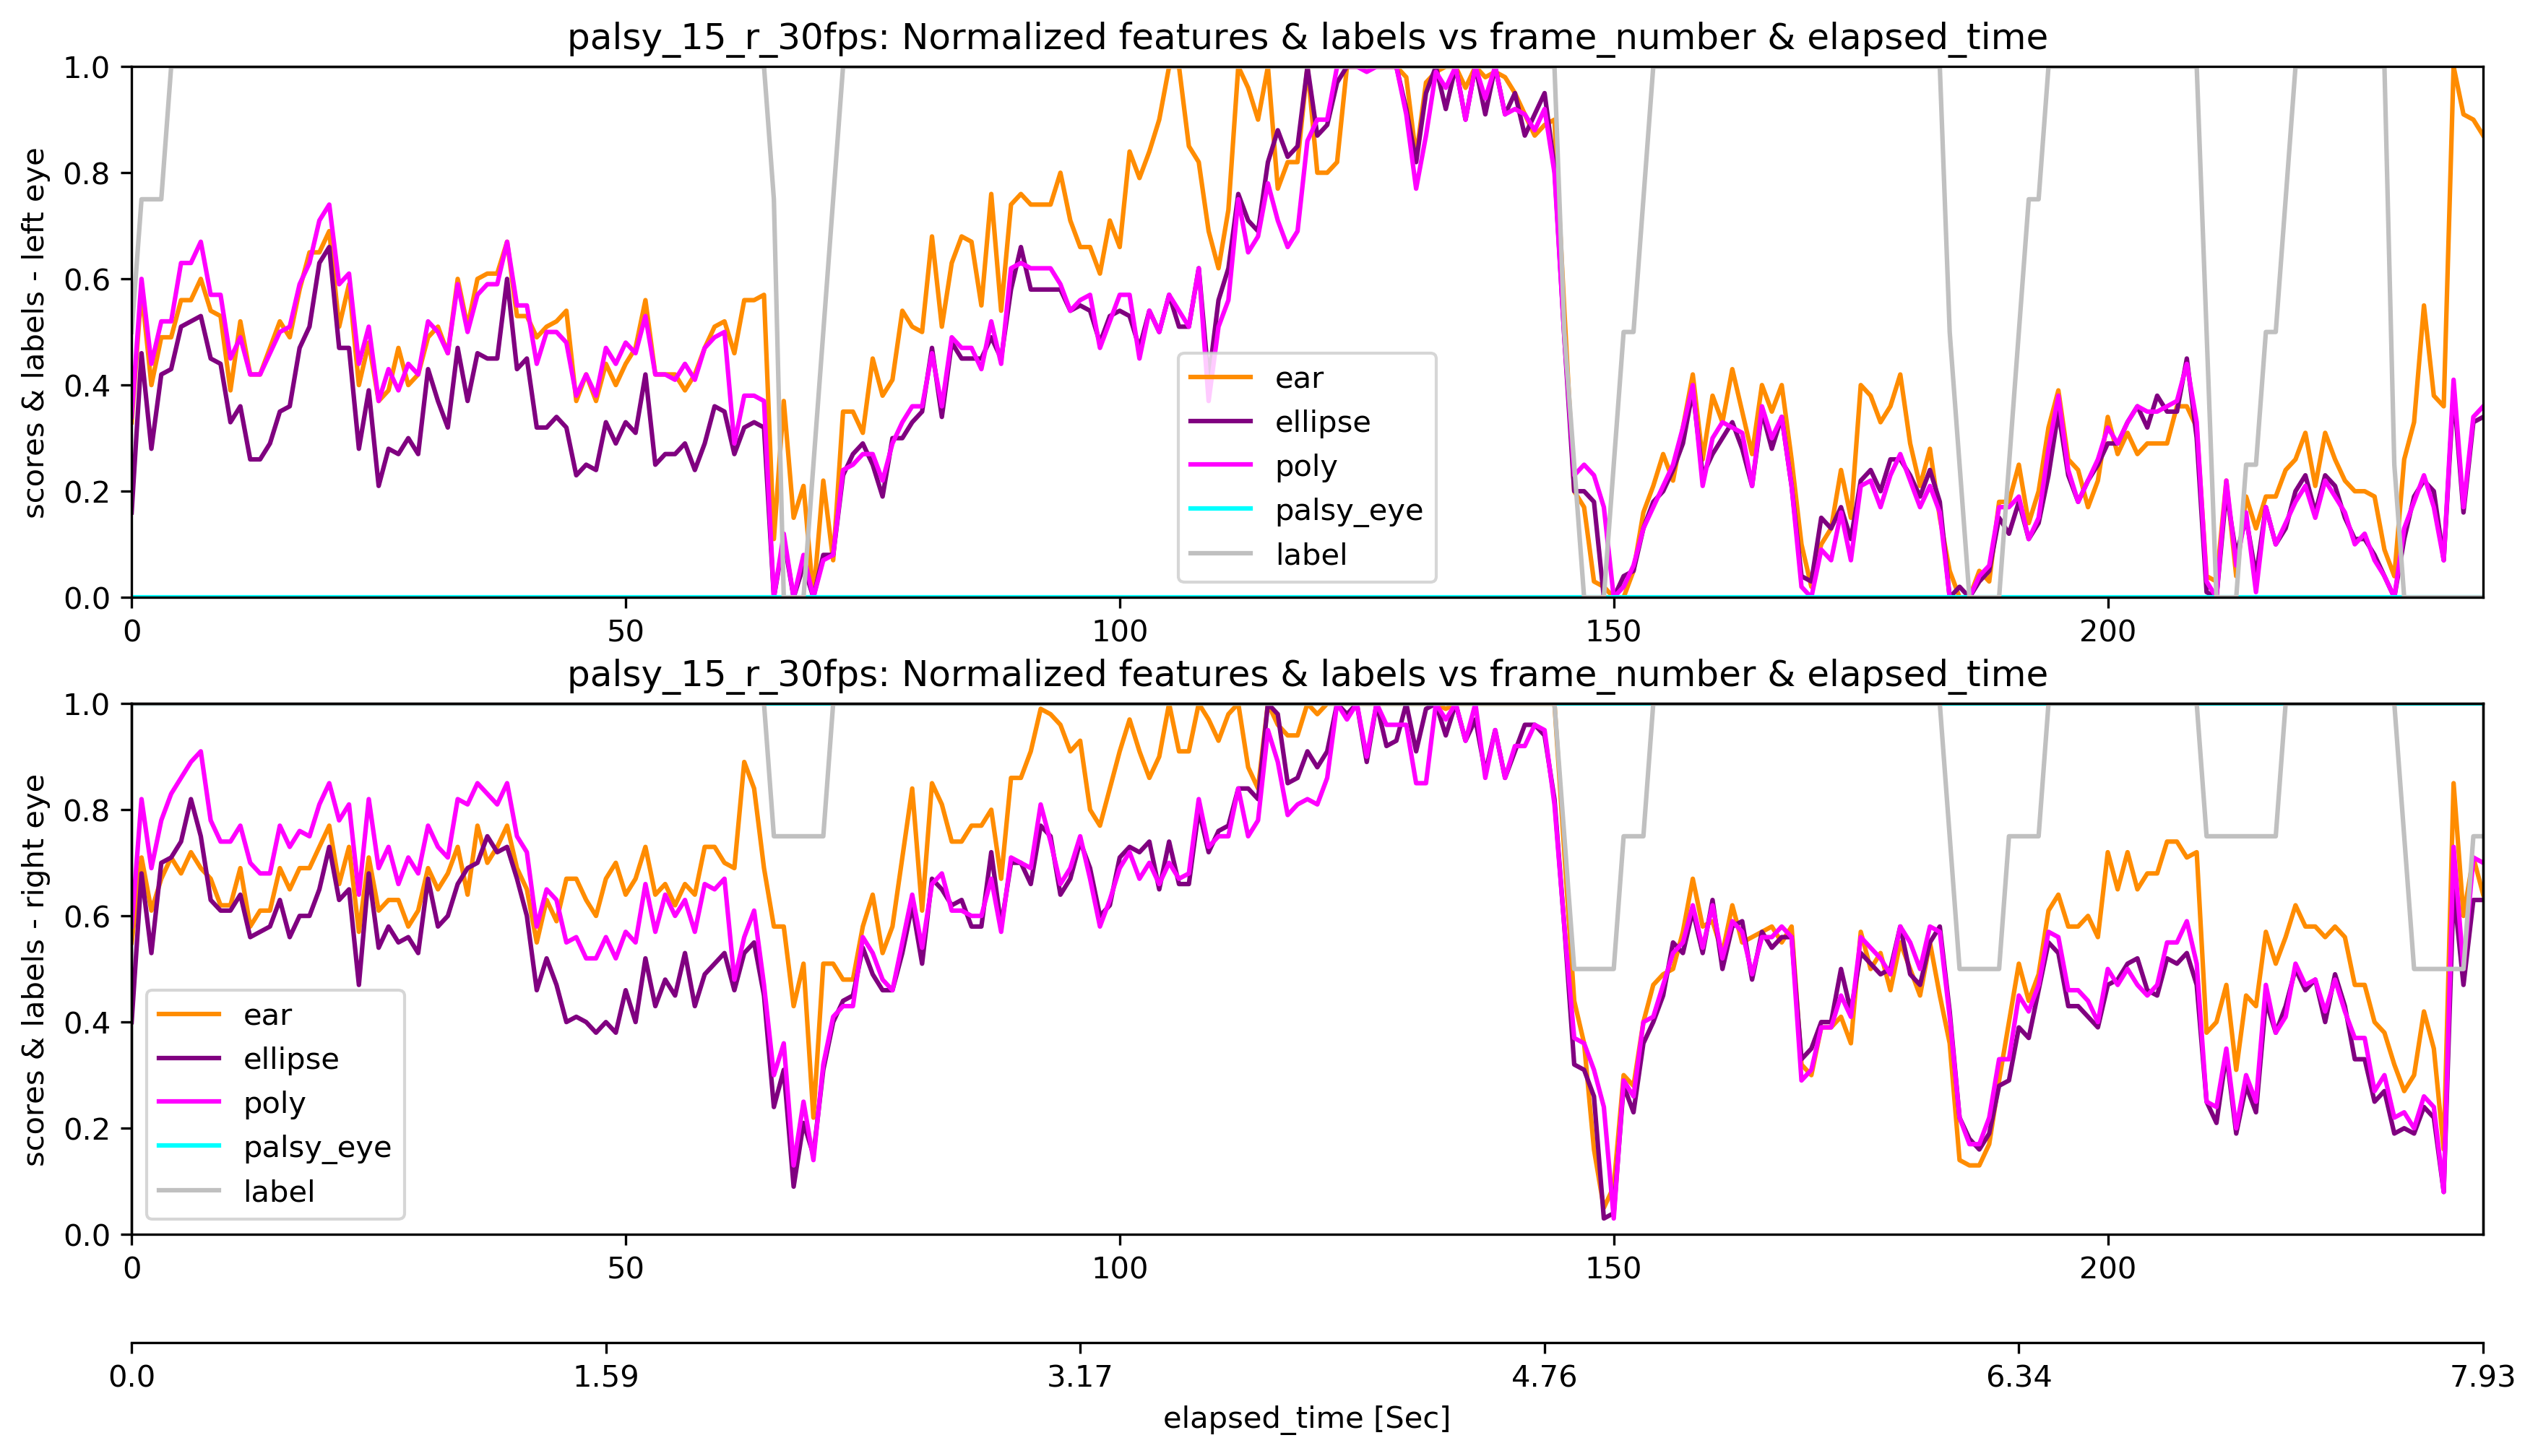 palsy_15_r_30fps: Normalized features & labels vs frame_number & elapsed_time
scores & labels - left eye
1.0
0.8
0.6
0.4
0.2
0.0
ear
ellipse
poly
palsy_eye
label
0 50 100 150 200
palsy_15_r_30fps: Normalized features & labels vs frame_number & elapsed_time
scores & labels - right eye
1.0
0.8
0.6
0.4
0.2
0.0
ear
ellipse
poly
palsy_eye
label
0 50 100 150 200
0.0 1.59 3.17 4.76 6.34 7.93
elapsed_time [Sec]